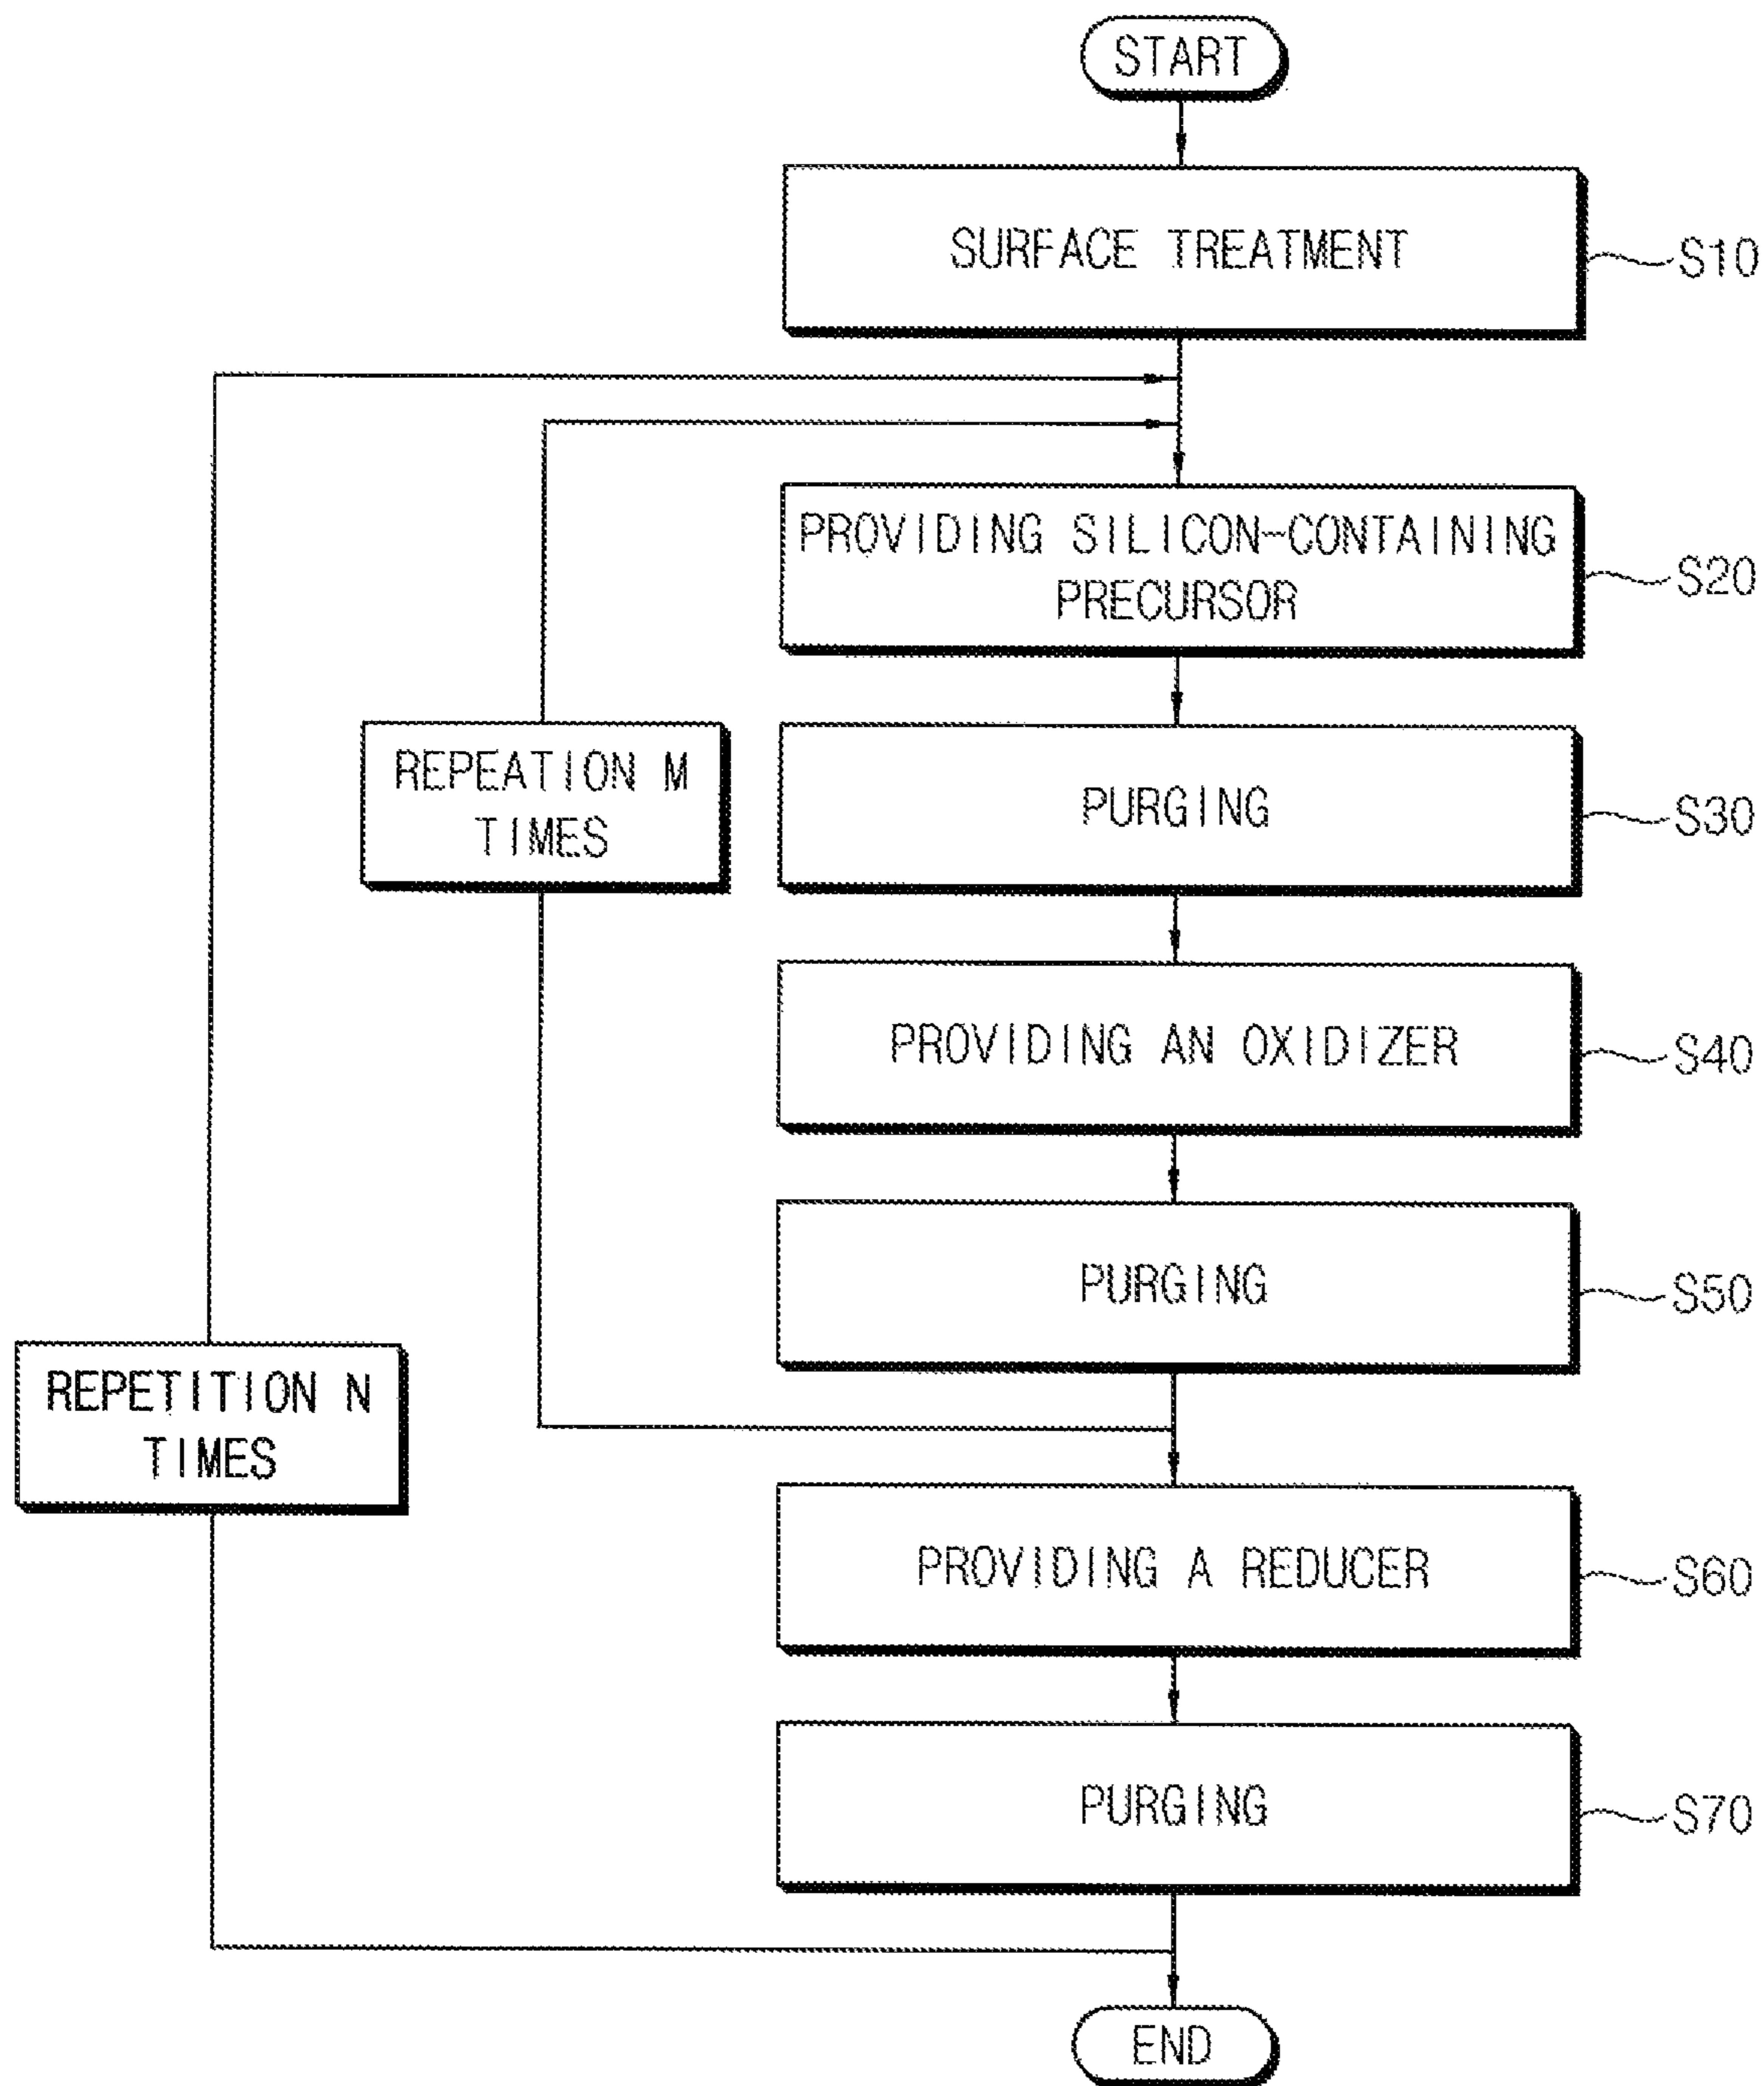 START
SURFACE TREATMENT
S10
PROVIDING SILICON-CONTAINING
PRECURSOR
S20
REPEATION M
TIMES
PURGING
S30
PROVIDING AN OXIDIZER
S40
PURGING
S50
REPETITION N
TIMES
PROVIDING A REDUCER
S60
PURGING
S70
END